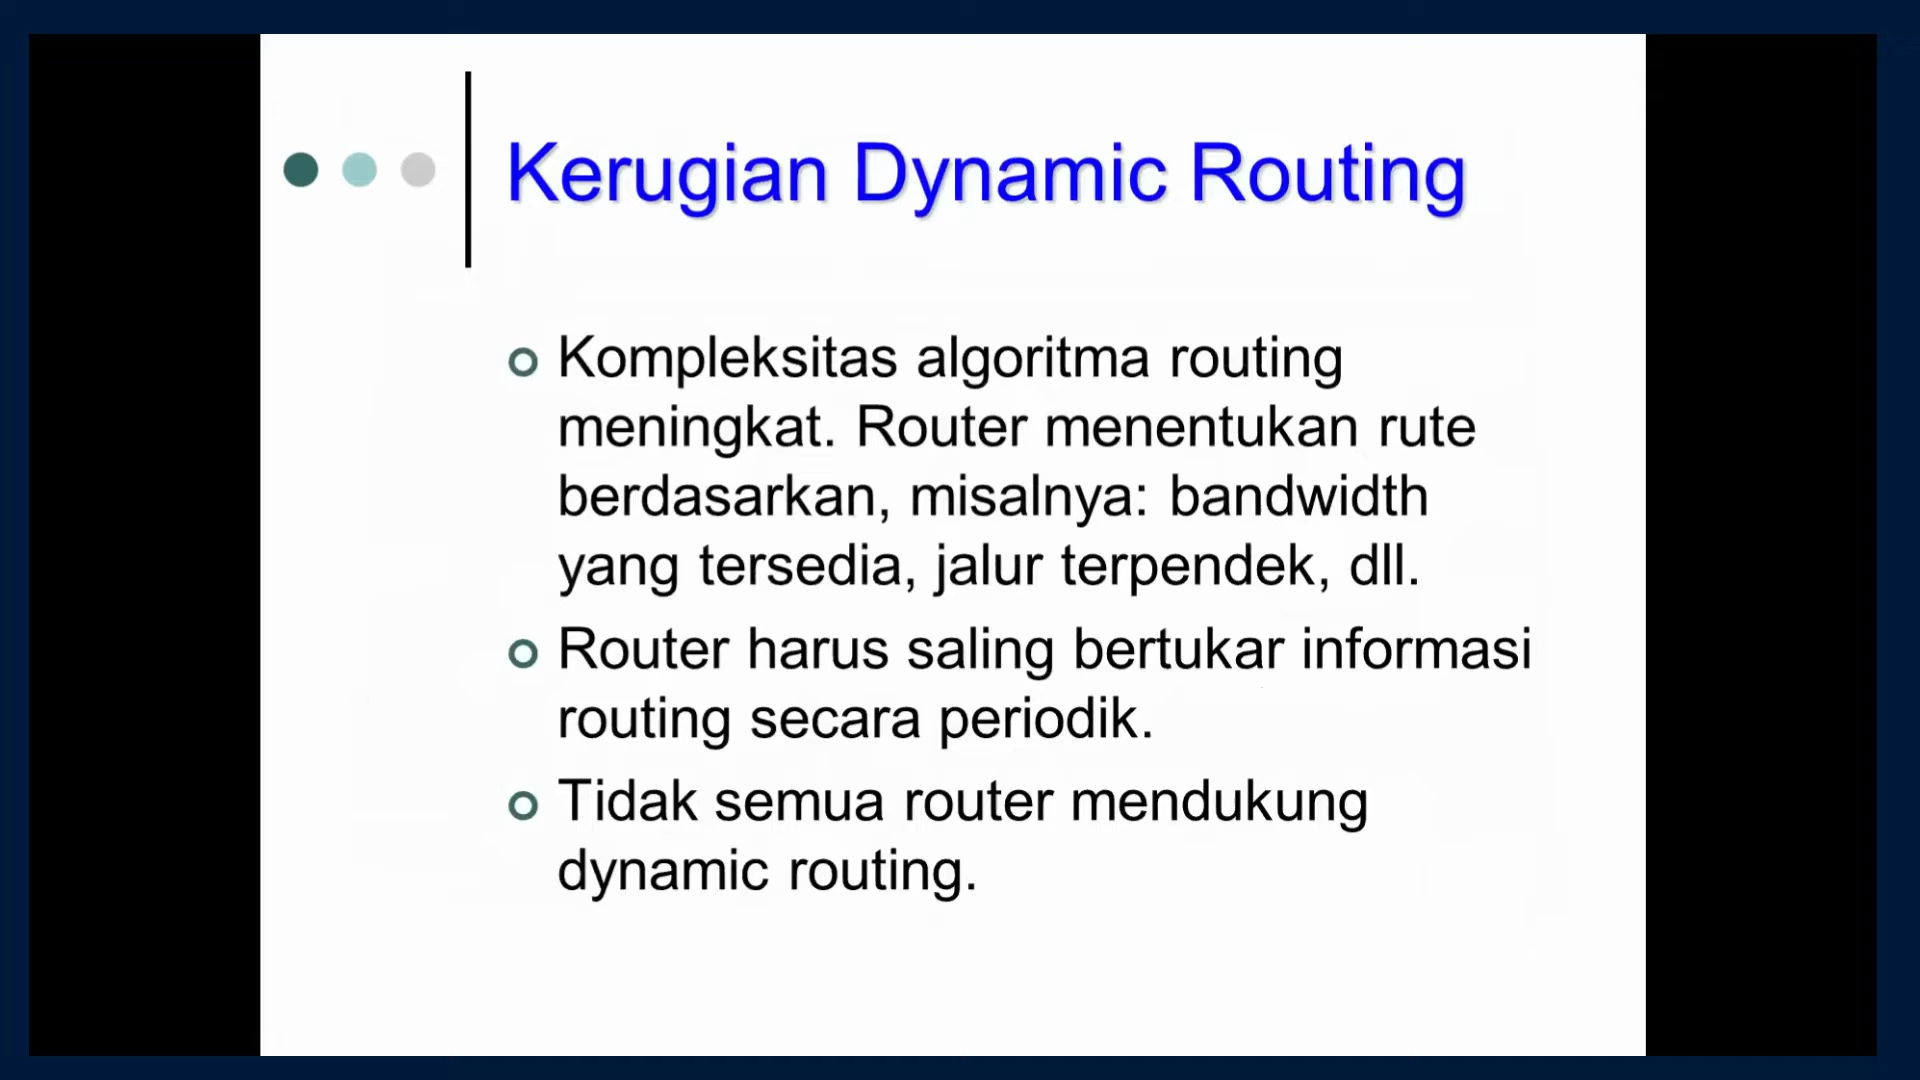 Kerugian Dynamic Routing
Kompleksitas algoritma routing
meningkat. Router menentukan rute
berdasarkan, misalnya: bandwidth
yang tersedia, jalur terpendek, dll.
Router harus saling bertukar informasi
routing secara periodik.
Tidak semua router mendukung
dynamic routing.